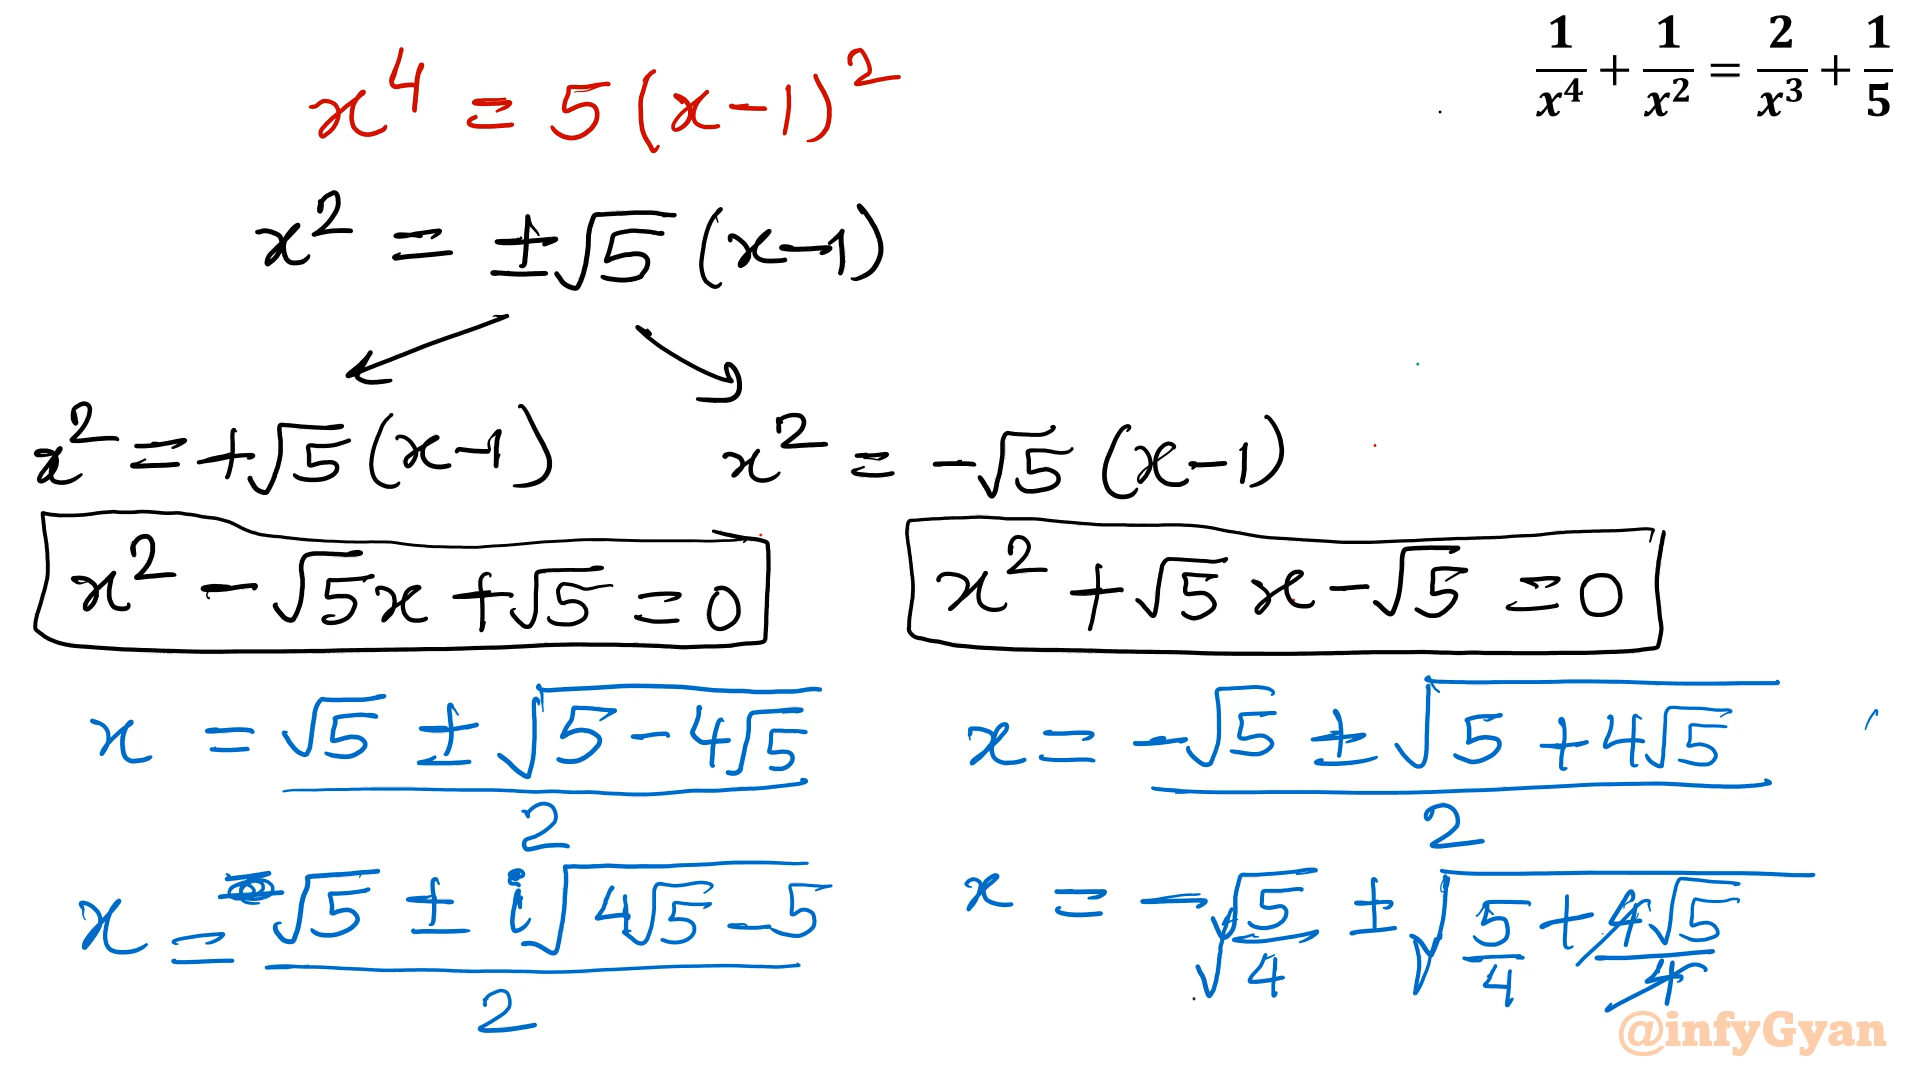 1/x⁴ + 1/x² = 2/x³ + 1/5
x⁴ = 5(x-1)²
x² = ±√5 (x-1)
x² = +√5 (x-1)
x² - √5x + √5 = 0
x = (√5 ± √(5 - 4√5))/2
x = (√5 ± i√(4√5 - 5))/2
x² = -√5 (x-1)
x² + √5 x - √5 = 0
x = (-√5 ± √(5 + 4√5))/2
x = -√(5/4) ± √(5/4 + 4√5/4)
@infyGyan